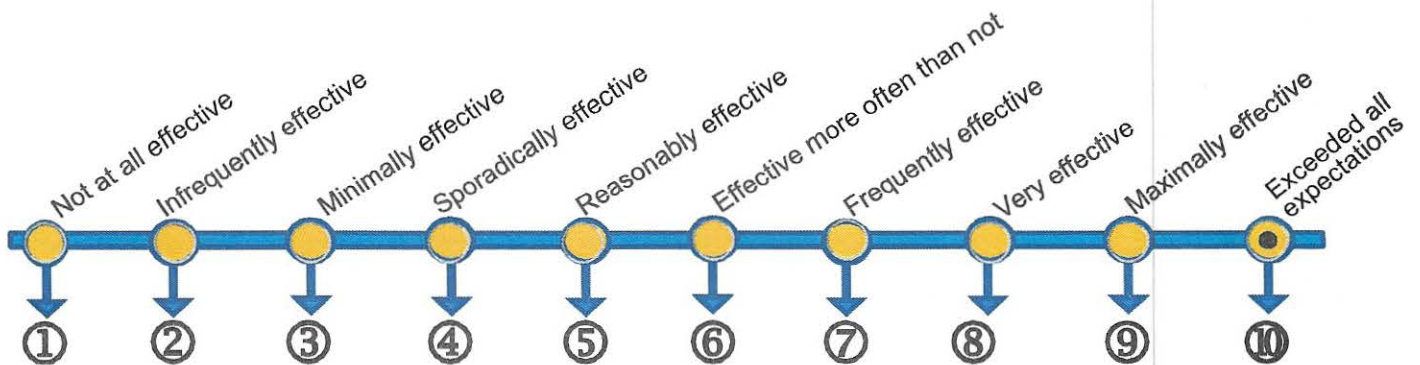 Not at all effective
Infrequently effective
Minimally effective
Sporadically effective
Reasonably effective
Effective more often than not
Frequently effective
Very effective
Maximally effective
Exceeded all
expectations
① ② ③ ④ ⑤ ⑥ ⑦ ⑧ ⑨ ⑩